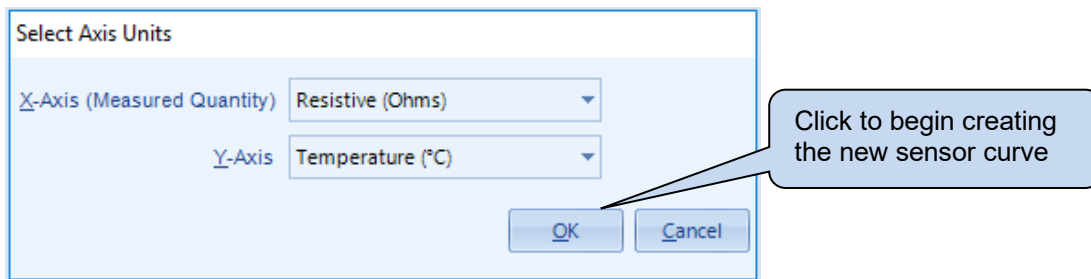 Select Axis Units
X-Axis (Measured Quantity) Resistive (Ohms)
Y-Axis Temperature (°C)
Click to begin creating
the new sensor curve
OK Cancel